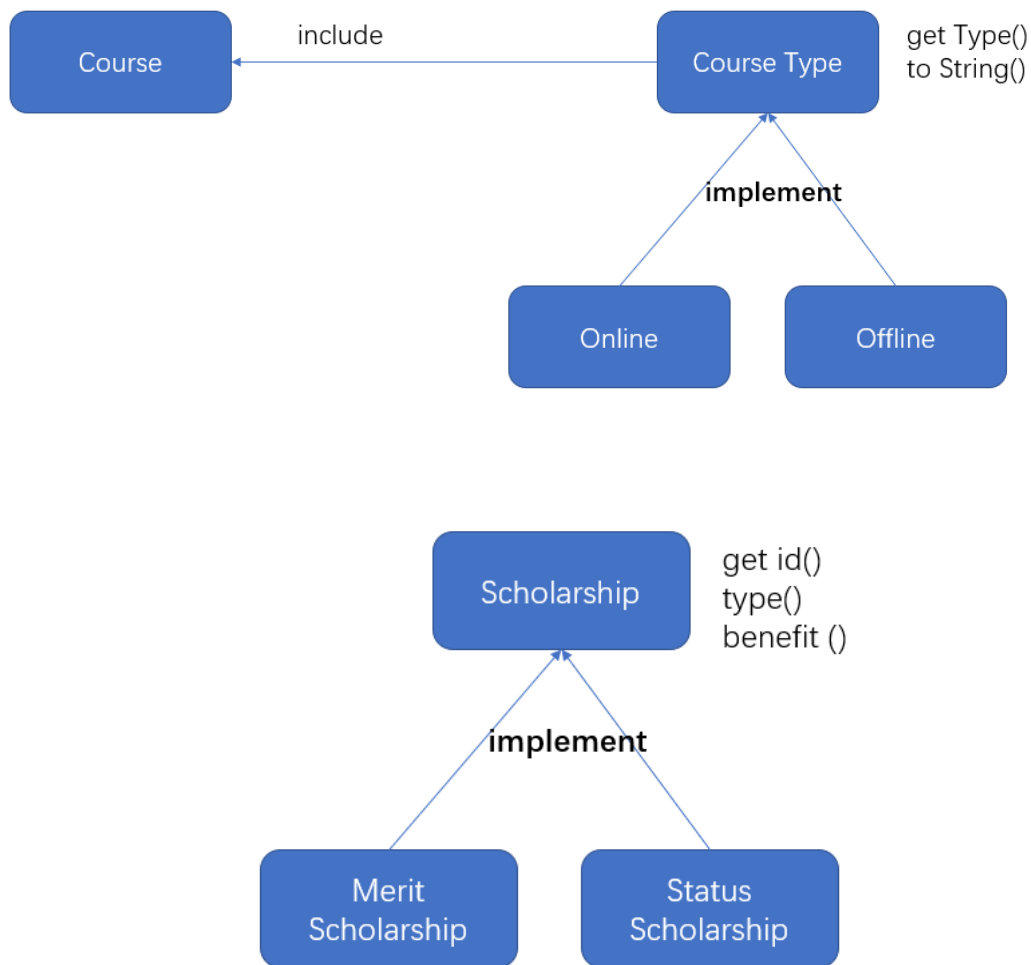 Course
include
Course Type
get Type()
to String()
implement
Online
Offline
Scholarship
get id()
type()
benefit ()
implement
Merit
Scholarship
Status
Scholarship